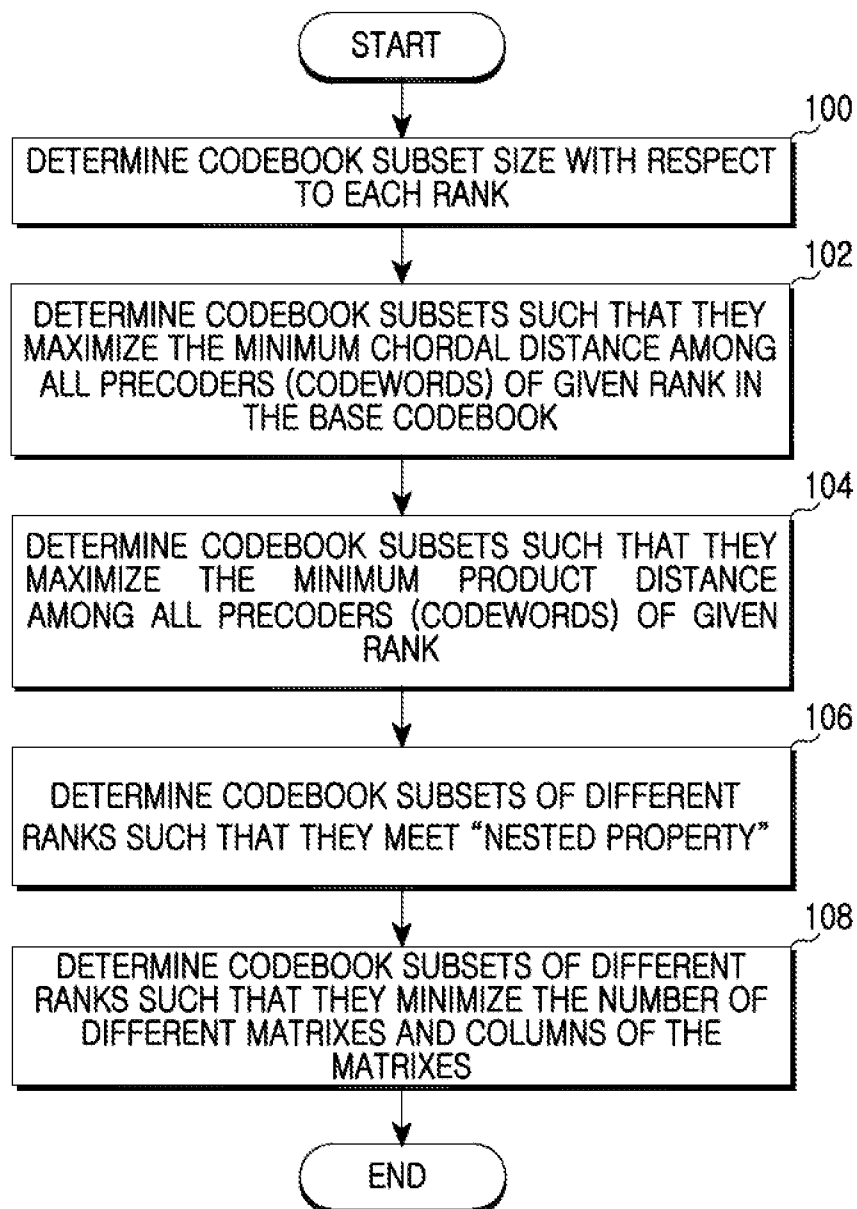 START
100
DETERMINE CODEBOOK SUBSET SIZE WITH RESPECT
TO EACH RANK
102
DETERMINE CODEBOOK SUBSETS SUCH THAT THEY
MAXIMIZE THE MINIMUM CHORDAL DISTANCE AMONG
ALL PRECODERS (CODEWORDS) OF GIVEN RANK IN
THE BASE CODEBOOK
104
DETERMINE CODEBOOK SUBSETS SUCH THAT THEY
MAXIMIZE THE MINIMUM PRODUCT DISTANCE
AMONG ALL PRECODERS (CODEWORDS) OF GIVEN
RANK
106
DETERMINE CODEBOOK SUBSETS OF DIFFERENT
RANKS SUCH THAT THEY MEET “NESTED PROPERTY”
108
DETERMINE CODEBOOK SUBSETS OF DIFFERENT
RANKS SUCH THAT THEY MINIMIZE THE NUMBER OF
DIFFERENT MATRIXES AND COLUMNS OF THE
MATRIXES
END